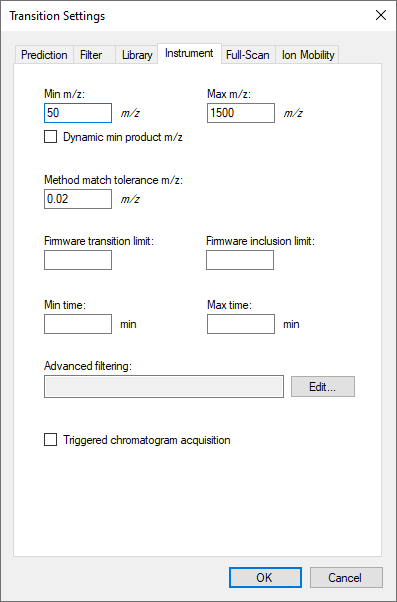 Transition Settings
Prediction Filter Library Instrument Full-Scan Ion Mobility
Min m/z: Max m/z:
50 m/z 1500 m/z
Dynamic min product m/z
Method match tolerance m/z:
0.02 m/z
Firmware transition limit: Firmware inclusion limit:
Min time: Max time:
min min
Advanced filtering:
Edit...
Triggered chromatogram acquisition
OK Cancel